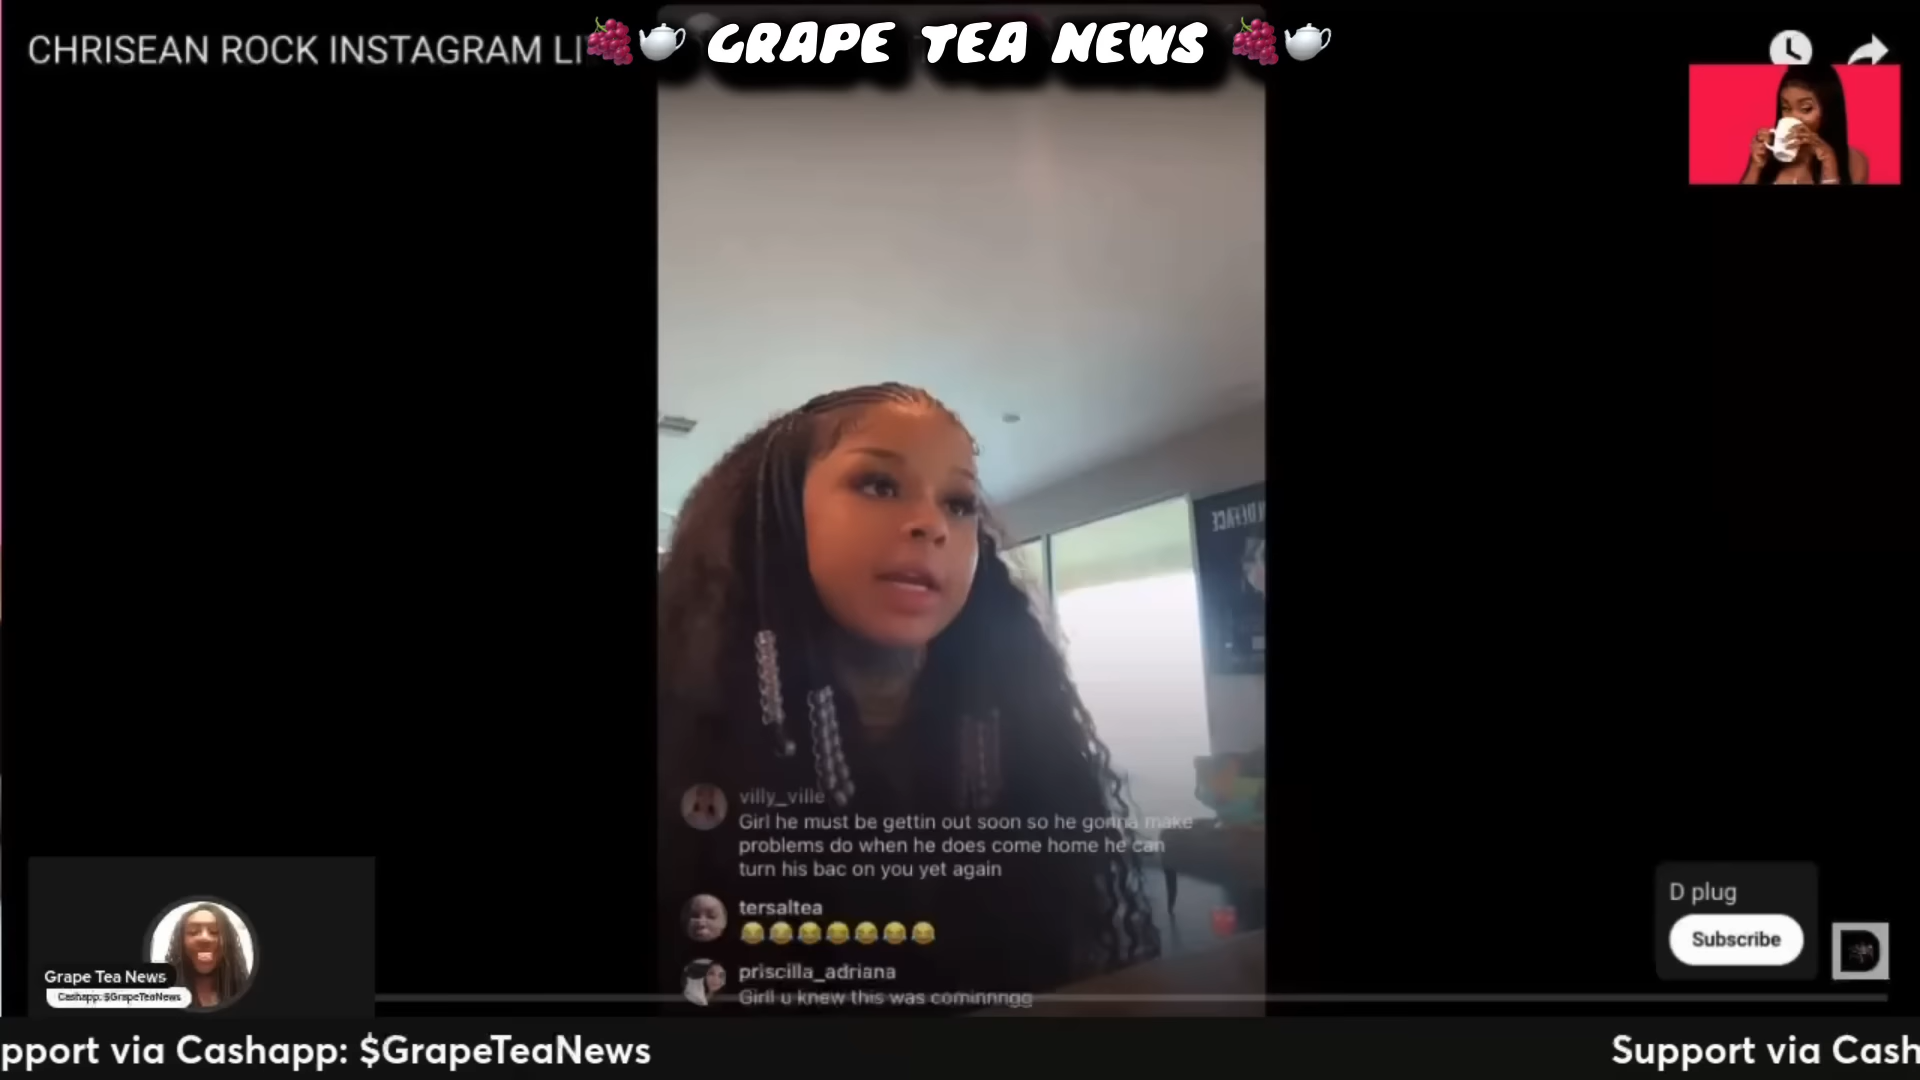 CHRISEAN ROCK INSTAGRAM LI
GRAPE TEA NEWS
villy_ville
Girl he must be gettin out soon so he gonna make
problems do when he does come home he can
turn his bac on you yet again
tersaltea
😂😂😂😂😂😂😂
priscilla_adriana
Girll u knew this was cominnngg
D plug
Subscribe
Grape Tea News
Cashapp: $GrapeTeaNews
pport via Cashapp: $GrapeTeaNews
Support via Cash